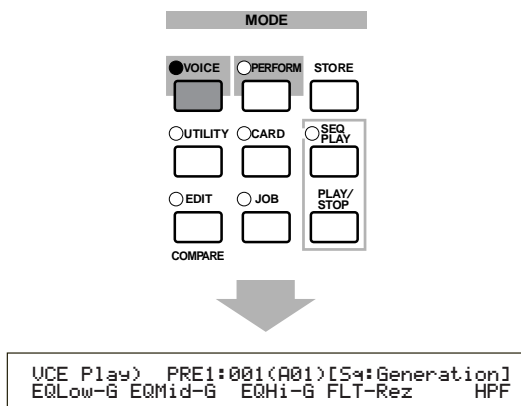 MODE
VOICE PERFORM STORE
UTILITY CARD SEQ PLAY
EDIT JOB PLAY/STOP
COMPARE
VCE Play) PRE1:001(A01)[Sq:Generation]
EQLow-G EQMid-G EQHi-G FLT-Rez HPF